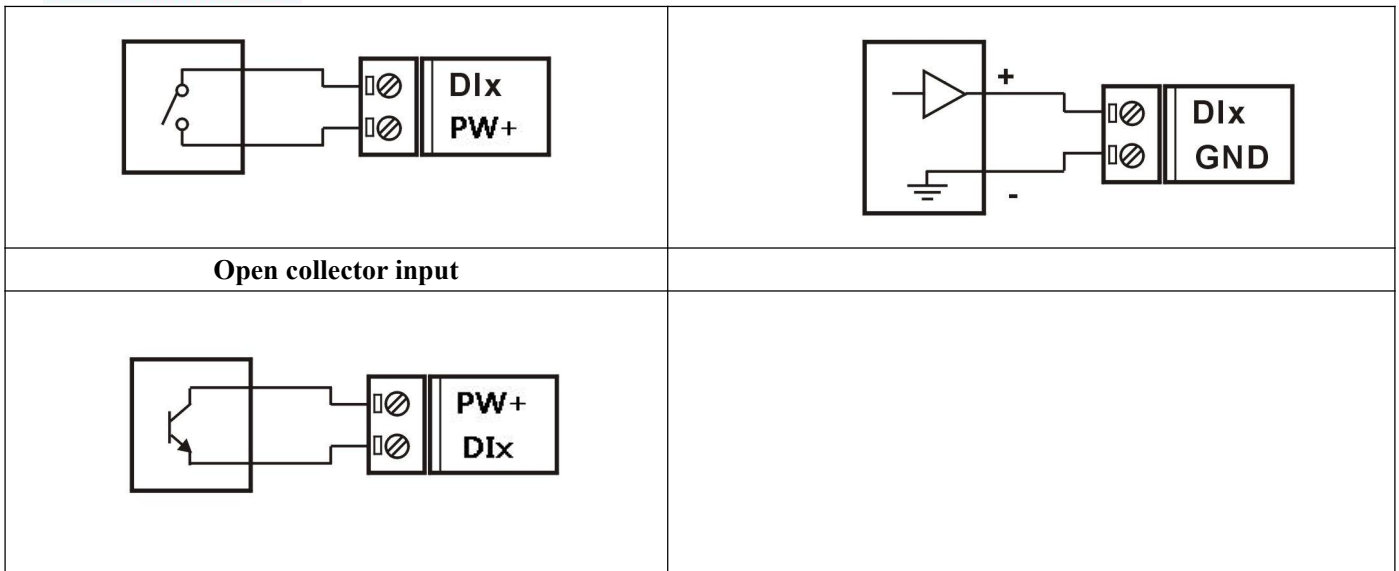 DIx
PW+
+
DIx
GND
-
Open collector input
PW+
DIx